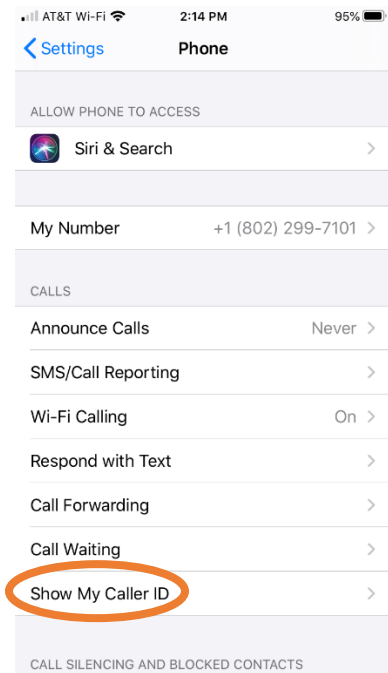 AT&T Wi-Fi 2:14 PM 95%
Settings Phone
ALLOW PHONE TO ACCESS
Siri & Search
My Number +1 (802) 299-7101
CALLS
Announce Calls Never
SMS/Call Reporting
Wi-Fi Calling On
Respond with Text
Call Forwarding
Call Waiting
Show My Caller ID
CALL SILENCING AND BLOCKED CONTACTS